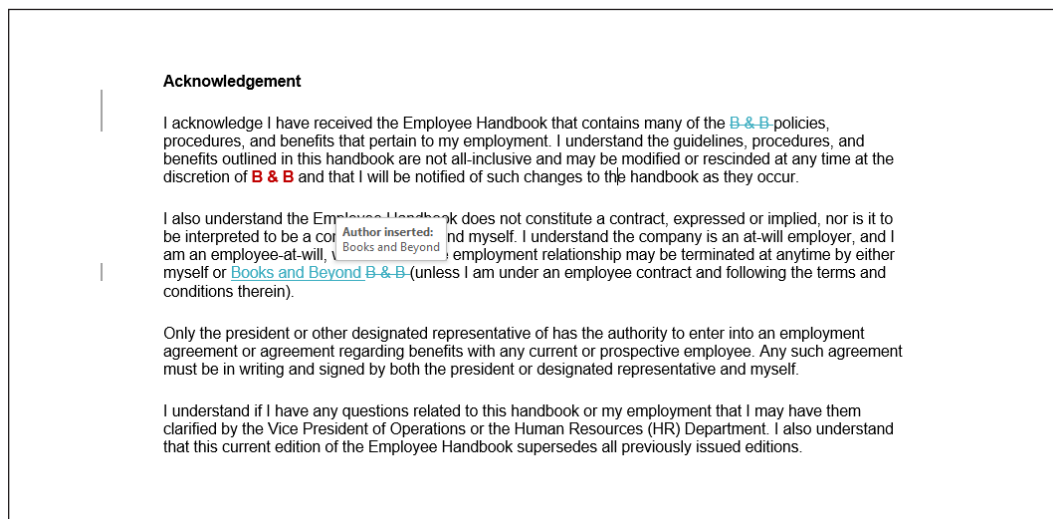 Acknowledgement
I acknowledge I have received the Employee Handbook that contains many of the B & B policies,
procedures, and benefits that pertain to my employment. I understand the guidelines, procedures, and
benefits outlined in this handbook are not all-inclusive and may be modified or rescinded at any time at the
discretion of B & B and that I will be notified of such changes to the handbook as they occur.
I also understand the Employee Handbook does not constitute a contract, expressed or implied, nor is it to
be interpreted to be a nd myself. I understand the company is an at-will employer, and I
Author inserted:
Books and Beyond
am an employee-at-will, employment relationship may be terminated at anytime by either
myself or Books and Beyond B & B (unless I am under an employee contract and following the terms and
conditions therein).
Only the president or other designated representative of has the authority to enter into an employment
agreement or agreement regarding benefits with any current or prospective employee. Any such agreement
must be in writing and signed by both the president or designated representative and myself.
I understand if I have any questions related to this handbook or my employment that I may have them
clarified by the Vice President of Operations or the Human Resources (HR) Department. I also understand
that this current edition of the Employee Handbook supersedes all previously issued editions.